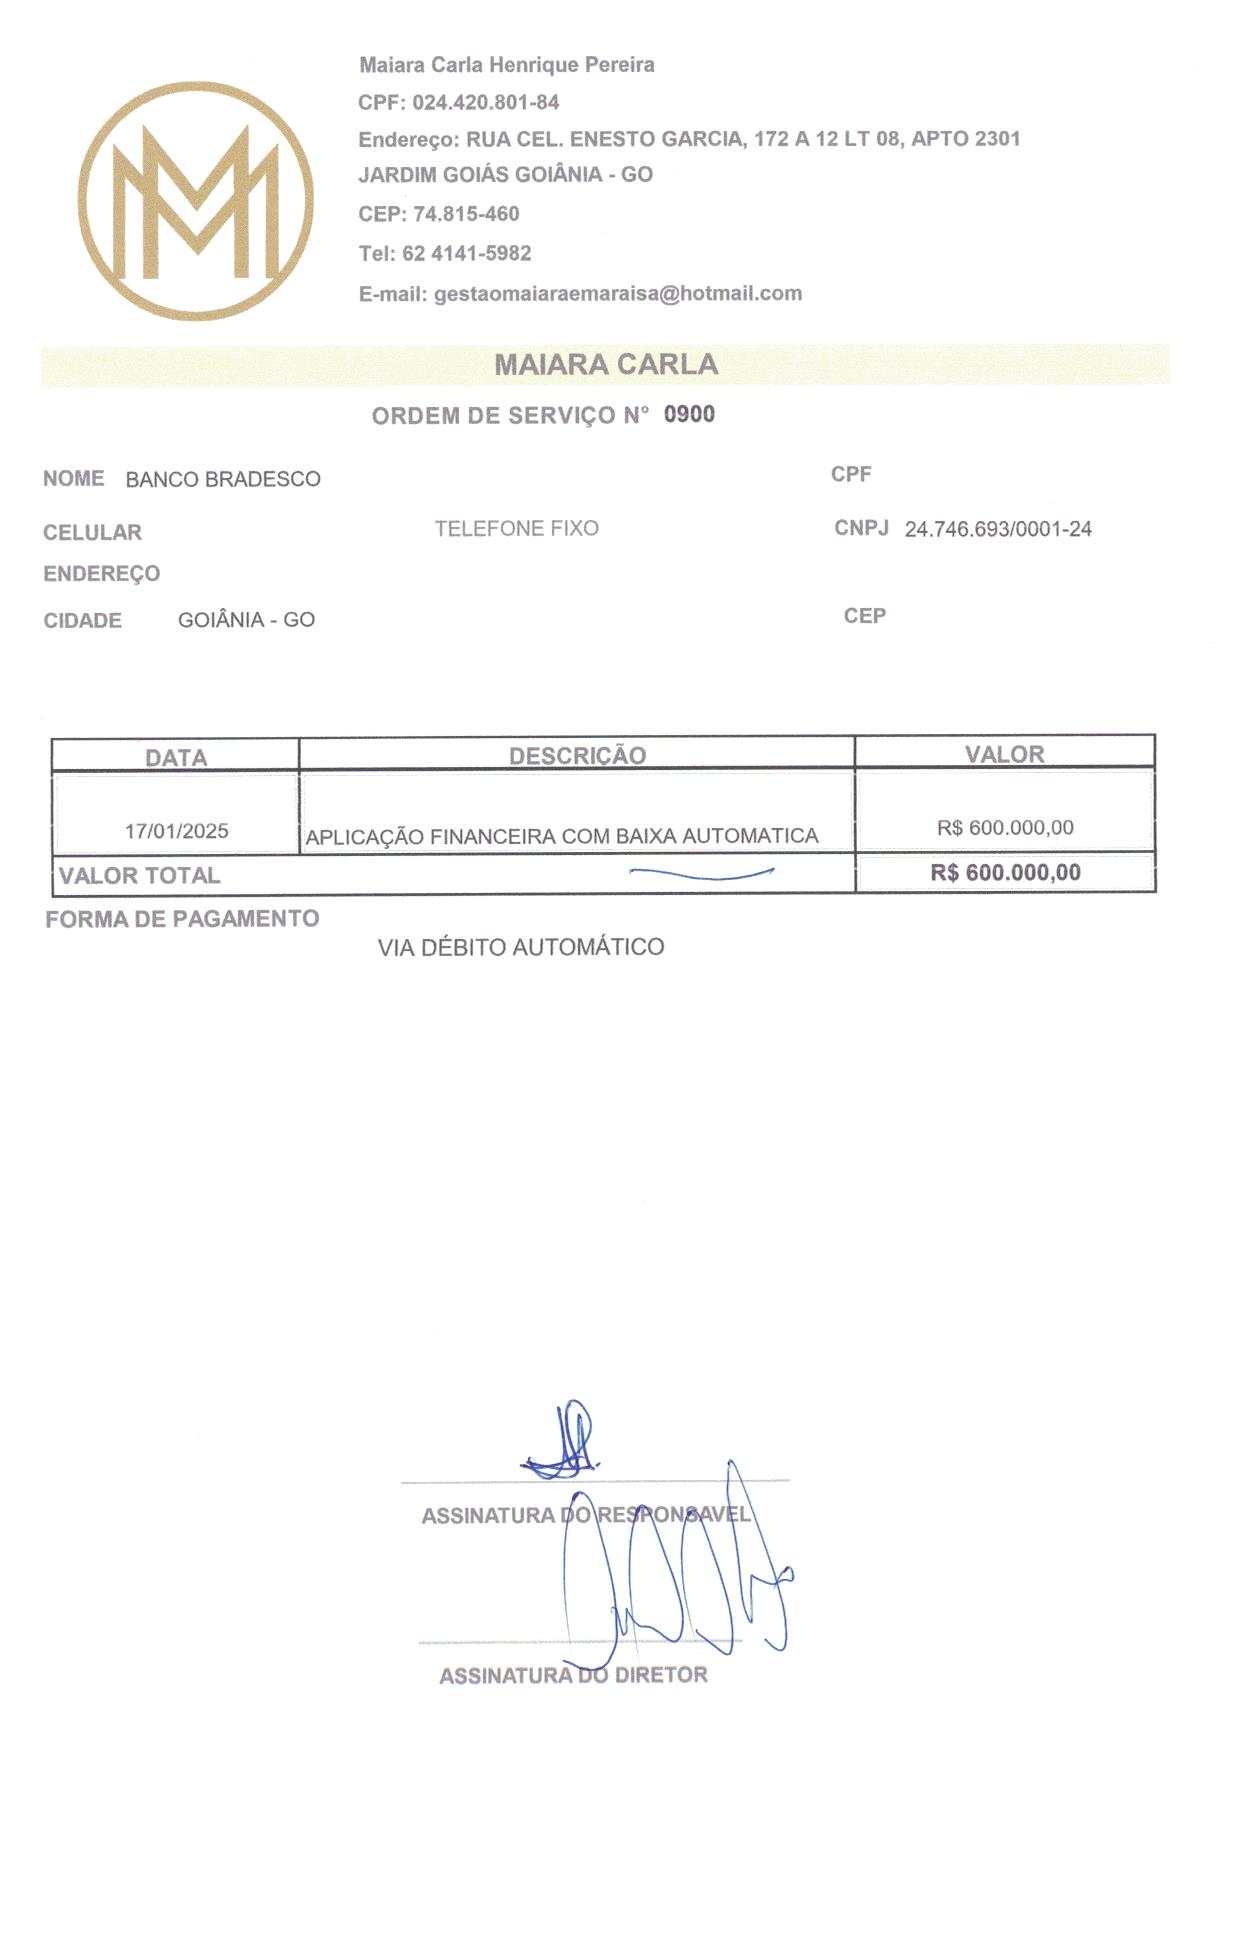 Maiara Carla Henrique Pereira
CPF: 024.420.801-84
Endereço: RUA CEL. ENESTO GARCIA, 172 A 12 LT 08, APTO 2301
JARDIM GOIÁS GOIÂNIA - GO
CEP: 74.815-460
Tel: 62 4141-5982
E-mail: gestaomaiaraemaraisa@hotmail.com
MAIARA CARLA
ORDEM DE SERVIÇO N° 0900
NOME BANCO BRADESCO CPF
CELULAR TELEFONE FIXO CNPJ 24.746.693/0001-24
ENDEREÇO
CIDADE GOIÂNIA - GO CEP
DATA DESCRIÇÃO VALOR
17/01/2025 APLICAÇÃO FINANCEIRA COM BAIXA AUTOMATICA R$ 600.000,00
VALOR TOTAL R$ 600.000,00
FORMA DE PAGAMENTO
VIA DÉBITO AUTOMÁTICO
ASSINATURA DO RESPONSAVEL
ASSINATURA DO DIRETOR